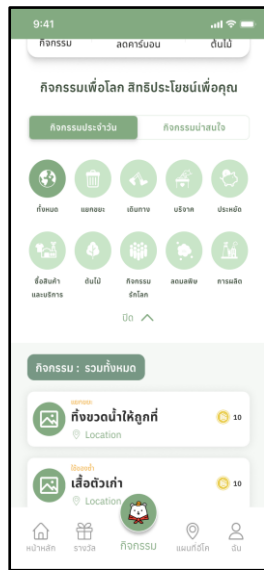 9:41
กิจกรรม ลดคาร์บอน ต้นไม้
กิจกรรมเพื่อโลก สิทธิประโยชน์เพื่อคุณ
กิจกรรมประจำวัน กิจกรรมน่าสนใจ
ทั้งหมด แยกขยะ เดินทาง บริจาค ประหยัด
ซื้อสินค้า ต้นไม้ กิจกรรม ลดมลพิษ การผลิต
และบริการ รักโลก
ปิด
กิจกรรม : รวมทั้งหมด
แยกขยะ
ทิ้งขวดน้ำให้ถูกที่ 10
Location
เสื้อตัวเก่า 10
Location
หน้าหลัก รางวัล กิจกรรม แผนที่อีโค ฉัน